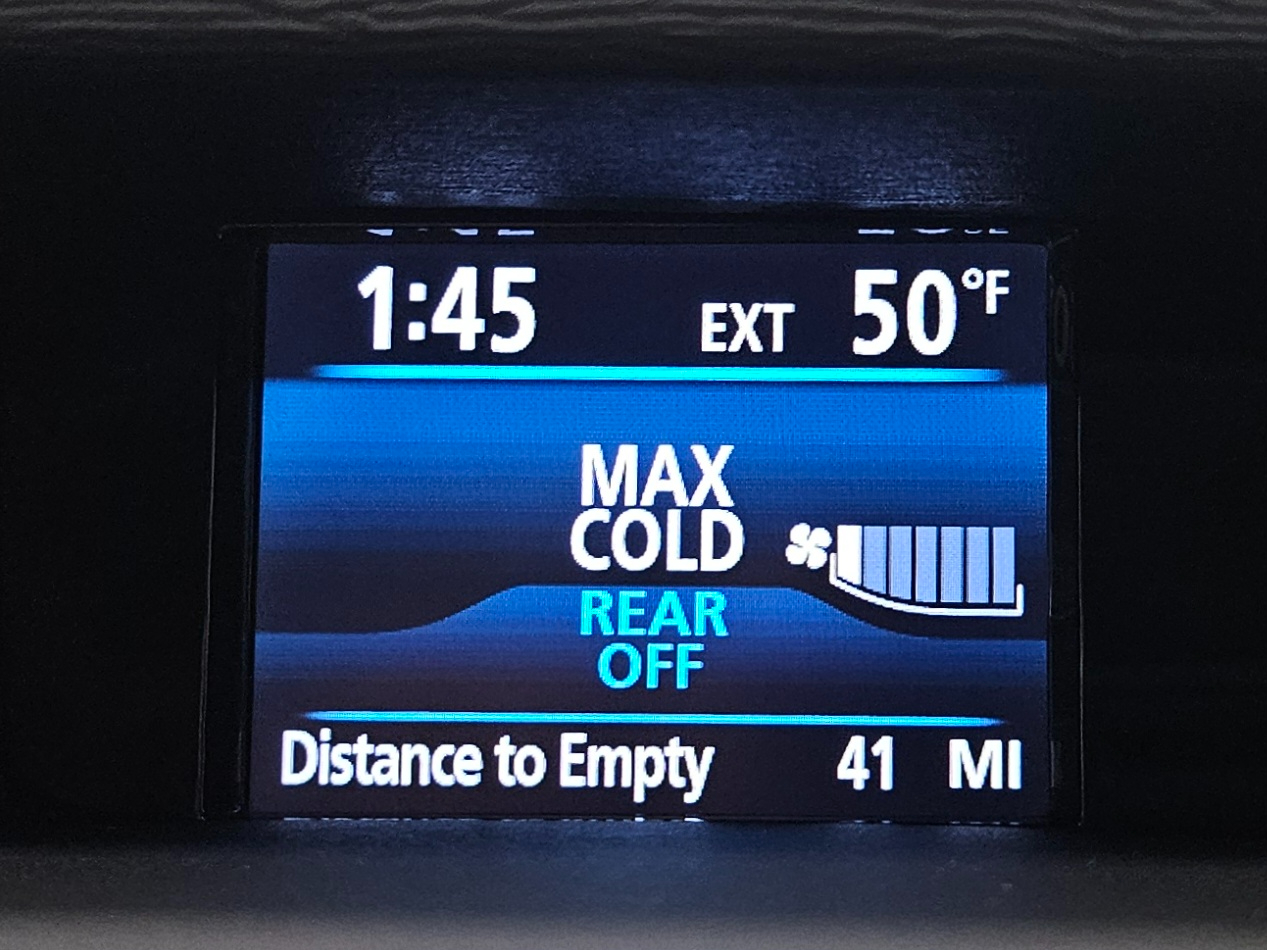 1:45 EXT 50°F
MAX
COLD
REAR
OFF
Distance to Empty 41 MI